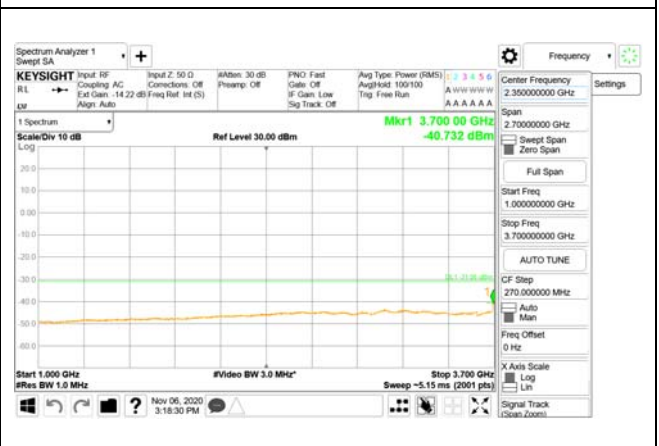 Spectrum Analyzer 1
Swept SA
Frequency
KEYSIGHT
Input: RF
Input Z: 50 Ω
#Atten: 30 dB
PNO: Fast
Avg Type: Power (RMS)
1 2 3 4 5 6
RL
Coupling: AC
Corrections: Off
Preamp: Off
Gate: Off
Avg|Hold: 100/100
A W W W W W
Ext Gain: -14.22 dB
Freq Ref: Int (S)
IF Gain: Low
Trig: Free Run
LW
Align: Auto
Sig Track: Off
A A A A A A
Center Frequency
2.350000000 GHz
Settings
1 Spectrum
Mkr1 3.700 00 GHz
Scale/Div 10 dB
Ref Level 30.00 dBm
-40.732 dBm
Log
20.0
10.0
0.00
-10.0
-20.0
-30.0
-40.0
-50.0
-60.0
1
Start 1.000 GHz
#Video BW 3.0 MHz*
Stop 3.700 GHz
#Res BW 1.0 MHz
Sweep ~5.15 ms (2001 pts)
Span
2.70000000 GHz
Swept Span
Zero Span
Full Span
Start Freq
1.000000000 GHz
Stop Freq
3.700000000 GHz
AUTO TUNE
CF Step
270.000000 MHz
Auto
Man
Freq Offset
0 Hz
X Axis Scale
Log
Lin
Signal Track
(Span Zoom)
?
Nov 06, 2020
3:18:30 PM